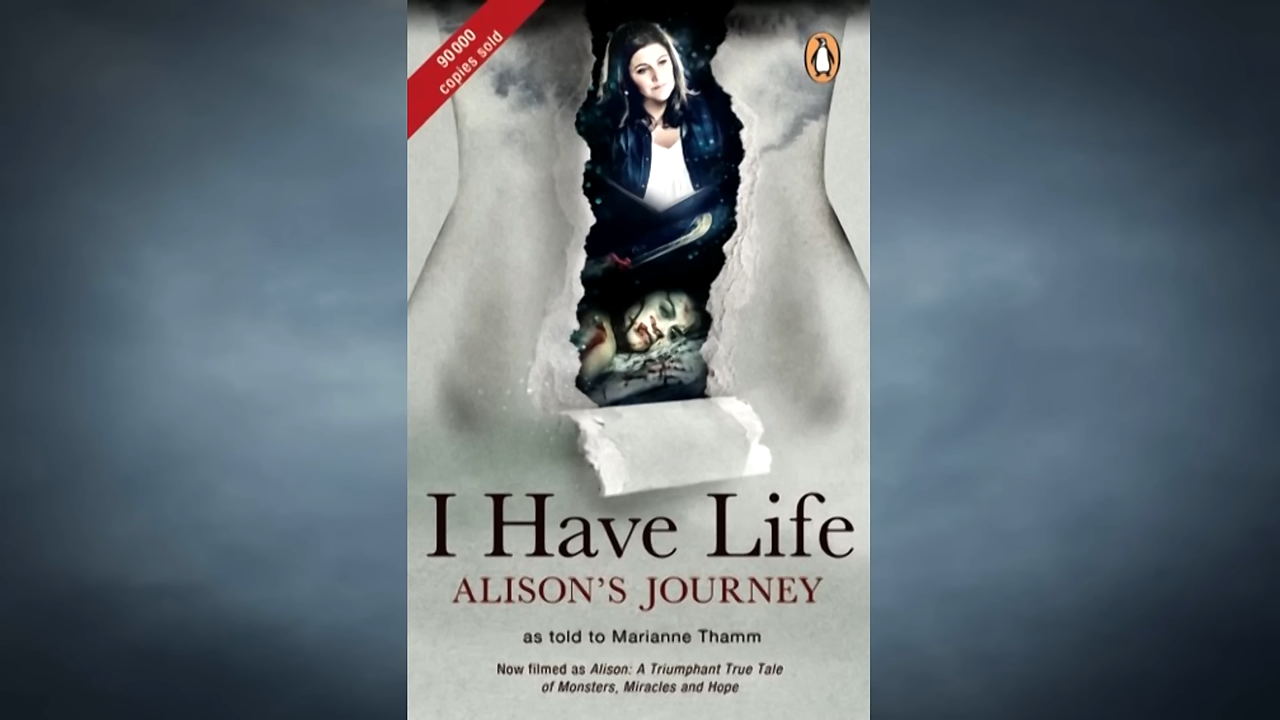 90 000
copies sold
I Have Life
ALISON'S JOURNEY
as told to Marianne Thamm
Now filmed as Alison: A Triumphant True Tale
of Monsters, Miracles and Hope